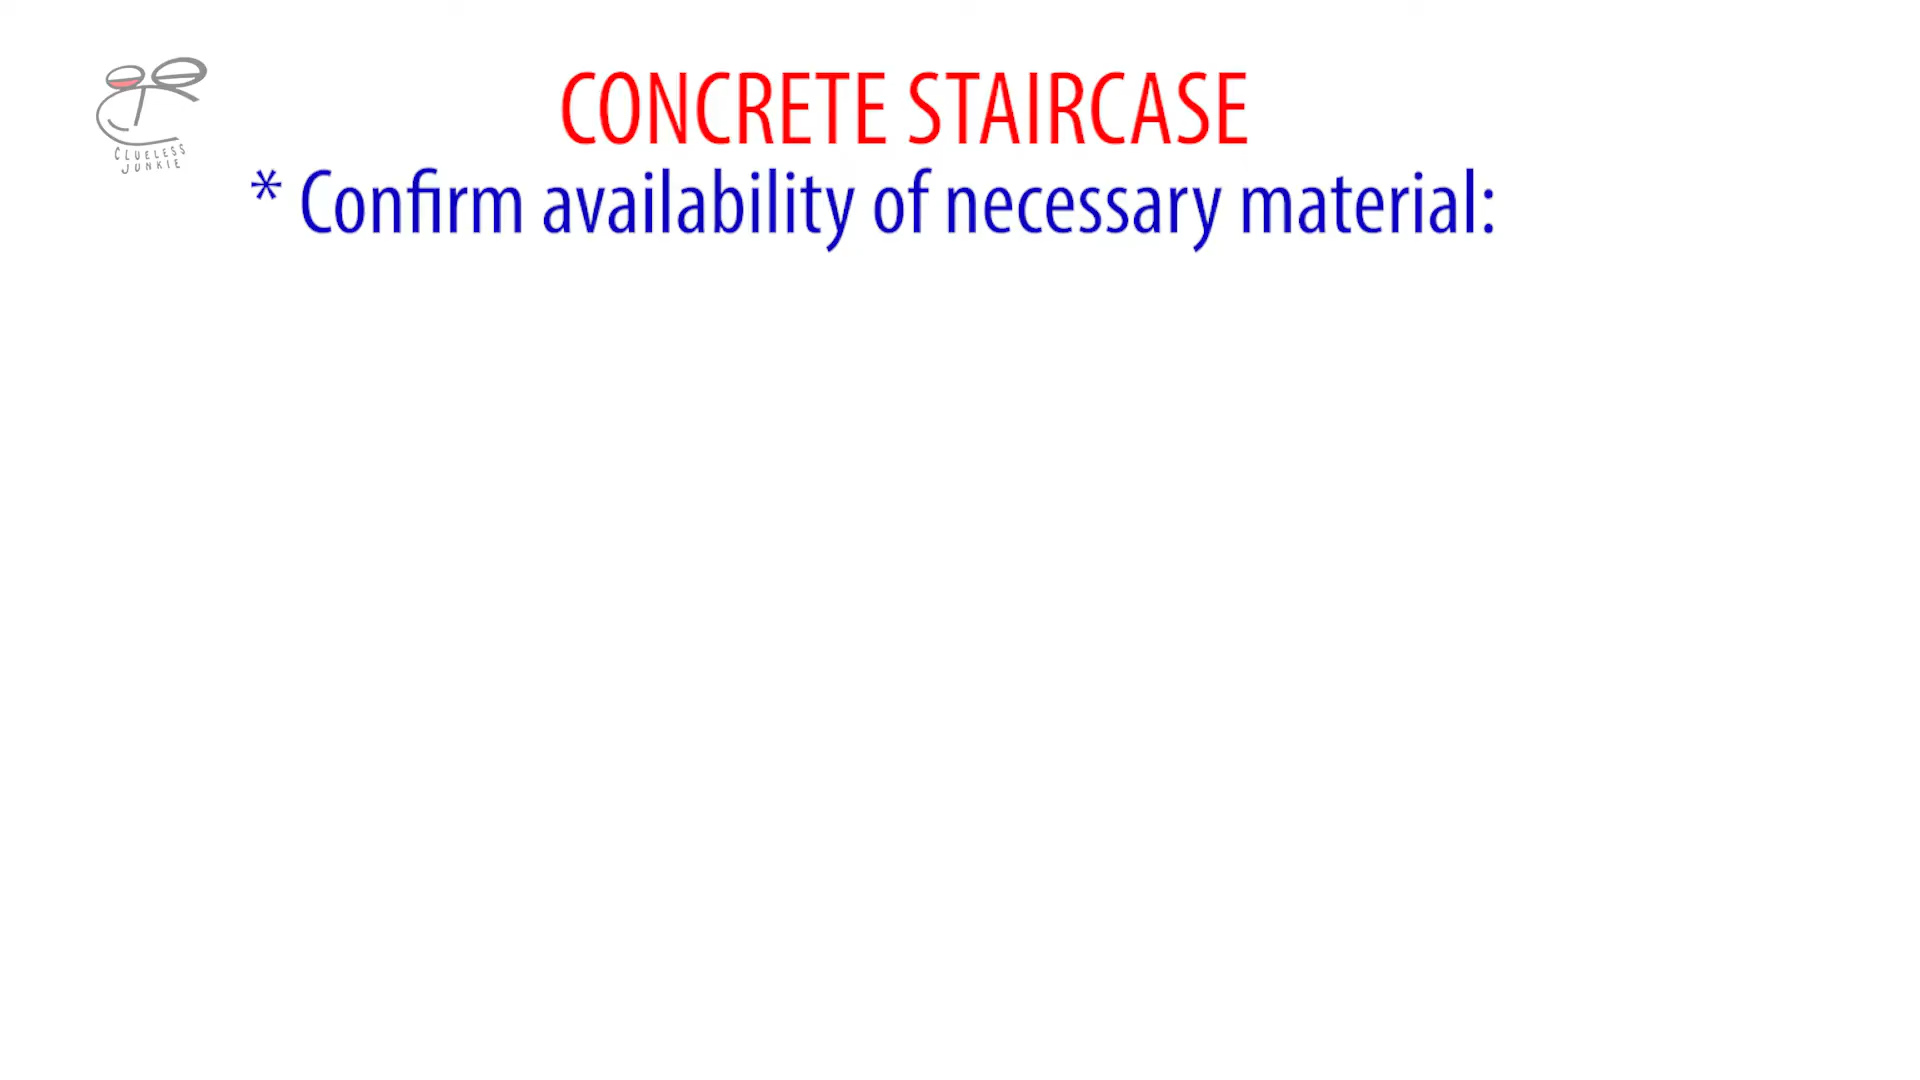 CONCRETE STAIRCASE
* Confirm availability of necessary material:
CLUELESS
JUNKIE